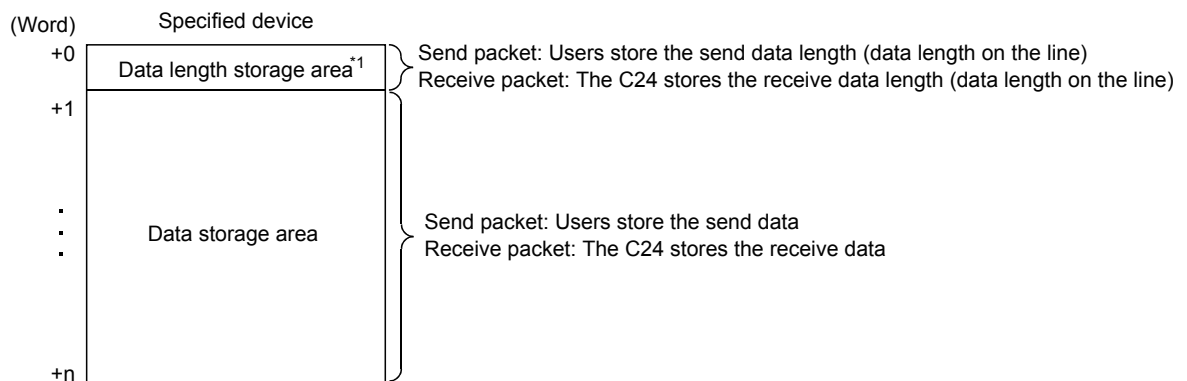 (Word) Specified device
+0 Data length storage area*1 Send packet: Users store the send data length (data length on the line)
Receive packet: The C24 stores the receive data length (data length on the line)
+1
Data storage area Send packet: Users store the send data
Receive packet: The C24 stores the receive data
+n